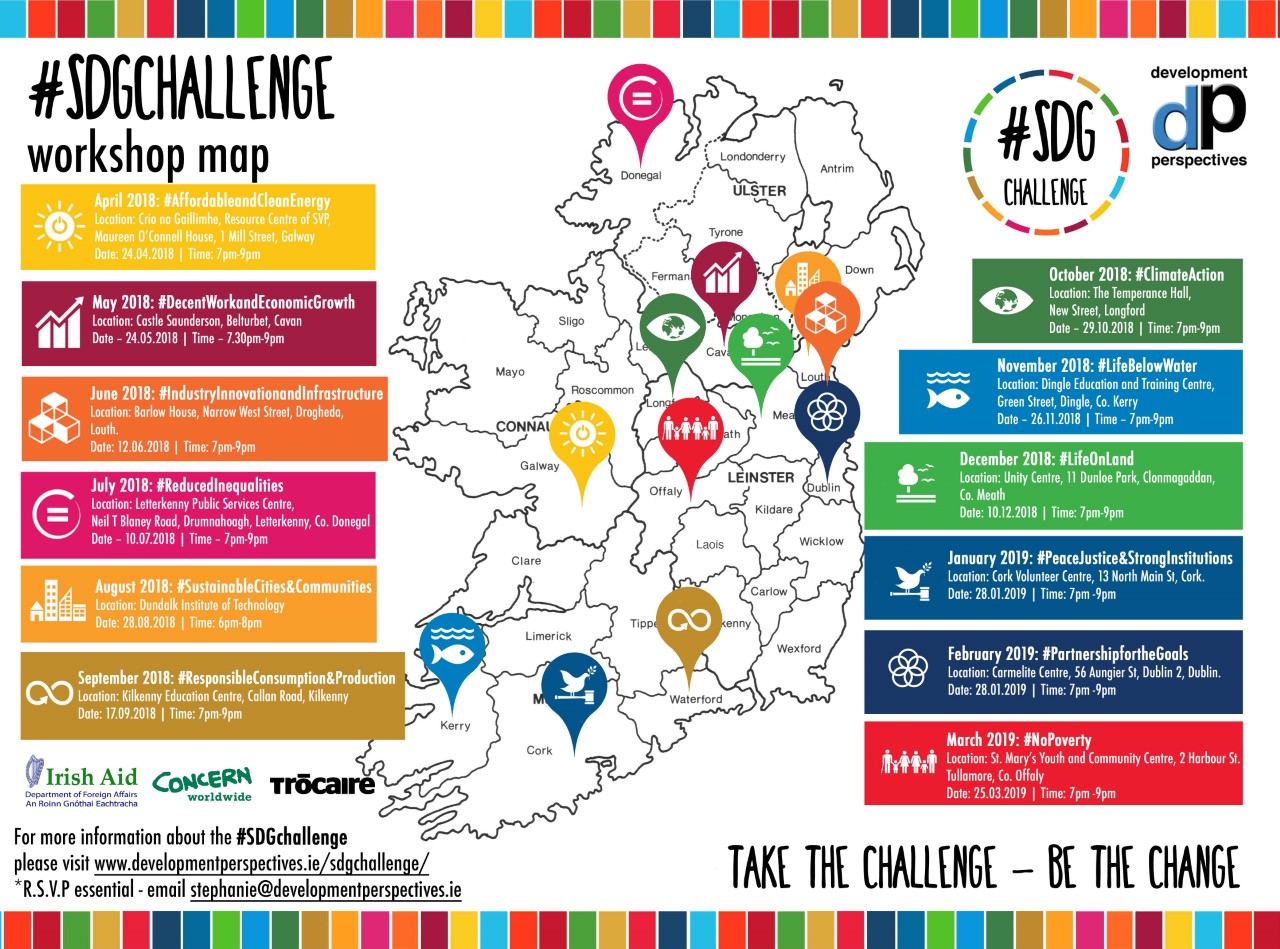 #SDGCHALLENGE
workshop map
April 2018: #AffordableandCleanEnergy
Location: Crio na Gaillimhe, Resource Centre of SVP,
Maureen O'Connell House, 1 Mill Street, Galway
Date: 24.04.2018 | Time: 7pm-9pm
May 2018: #DecentWorkandEconomicGrowth
Location: Castle Saunderson, Belturbet, Cavan
Date – 24.05.2018 | Time – 7.30pm-9pm
June 2018: #IndustryInnovationandInfrastructure
Location: Barlow House, Narrow West Street, Drogheda,
Louth.
Date: 12.06.2018 | Time: 7pm-9pm
July 2018: #ReducedInequalities
Location: Letterkenny Public Services Centre,
Neil T Blaney Road, Drumnahoagh, Letterkenny, Co. Donegal
Date – 10.07.2018 | Time – 7pm-9pm
August 2018: #SustainableCities&Communities
Location: Dundalk Institute of Technology
Date: 28.08.2018 | Time: 6pm-8pm
September 2018: #ResponsibleConsumption&Production
Location: Kilkenny Education Centre, Callan Road, Kilkenny
Date: 17.09.2018 | Time: 7pm-9pm
Irish Aid
Department of Foreign Affairs
An Roinn Gnóthaí Eachtracha
CONCERN
worldwide
Trócaire
For more information about the #SDGchallenge
please visit www.developmentperspectives.ie/sdgchallenge/
*R.S.V.P essential - email stephanie@developmentperspectives.ie
Donegal
Londonderry
Antrim
ULSTER
Tyrone
Ferman
Down
Sligo
Le
Cava
Louth
Mayo
Roscommon
Longf
Mea
CONNAU
ath
Galway
Offaly
LEINSTER
Dublin
Kildare
Laois
Wicklow
Clare
Carlow
Tippe
kenny
Limerick
Wexford
M
Waterford
Kerry
Cork
#SDG
CHALLENGE
development
dp
perspectives
October 2018: #ClimateAction
Location: The Temperance Hall,
New Street, Longford
Date – 29.10.2018 | Time: 7pm-9pm
November 2018: #LifeBelowWater
Location: Dingle Education and Training Centre,
Green Street, Dingle, Co. Kerry
Date – 26.11.2018 | Time – 7pm-9pm
December 2018: #LifeOnLand
Location: Unity Centre, 11 Dunloe Park, Clonmagaddan,
Co. Meath
Date: 10.12.2018 | Time: 7pm-9pm
January 2019: #PeaceJustice&StrongInstitutions
Location: Cork Volunteer Centre, 13 North Main St, Cork.
Date: 28.01.2019 | Time: 7pm -9pm
February 2019: #PartnershipfortheGoals
Location: Carmelite Centre, 56 Aungier St, Dublin 2, Dublin.
Date: 28.01.2019 | Time: 7pm -9pm
March 2019: #NoPoverty
Location: St. Mary's Youth and Community Centre, 2 Harbour St.
Tullamore, Co. Offaly
Date: 25.03.2019 | Time: 7pm -9pm
TAKE THE CHALLENGE – BE THE CHANGE